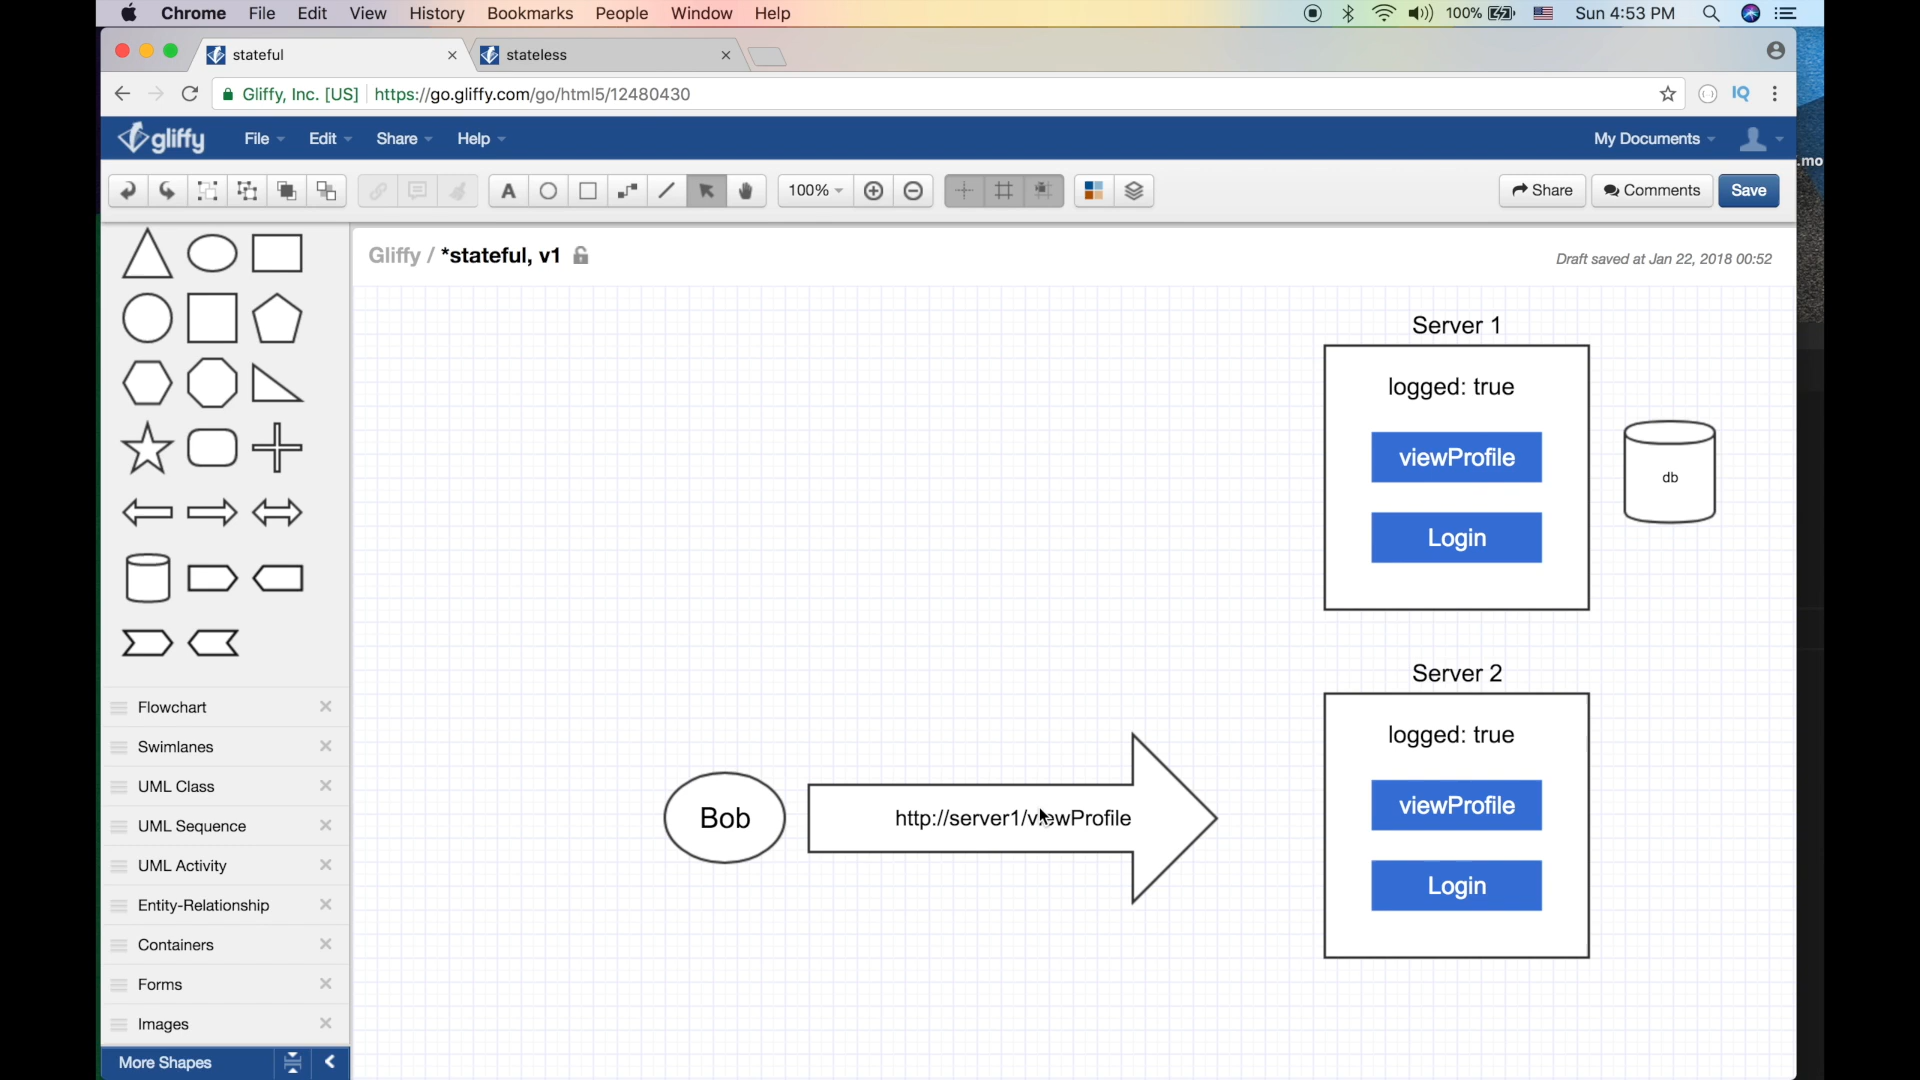 Chrome File Edit View History Bookmarks People Window Help 100% Sun 4:53 PM
stateful stateless
Gliffy, Inc. [US] https://go.gliffy.com/go/html5/12480430 IQ
gliffy File Edit Share Help My Documents
.mo
A 100% Share Comments Save
Gliffy / *stateful, v1
Draft saved at Jan 22, 2018 00:52
Server 1
logged: true
viewProfile
db
Login
Server 2
logged: true
viewProfile
Bob
http://server1/viewProfile
Login
Flowchart
Swimlanes
UML Class
UML Sequence
UML Activity
Entity-Relationship
Containers
Forms
Images
More Shapes